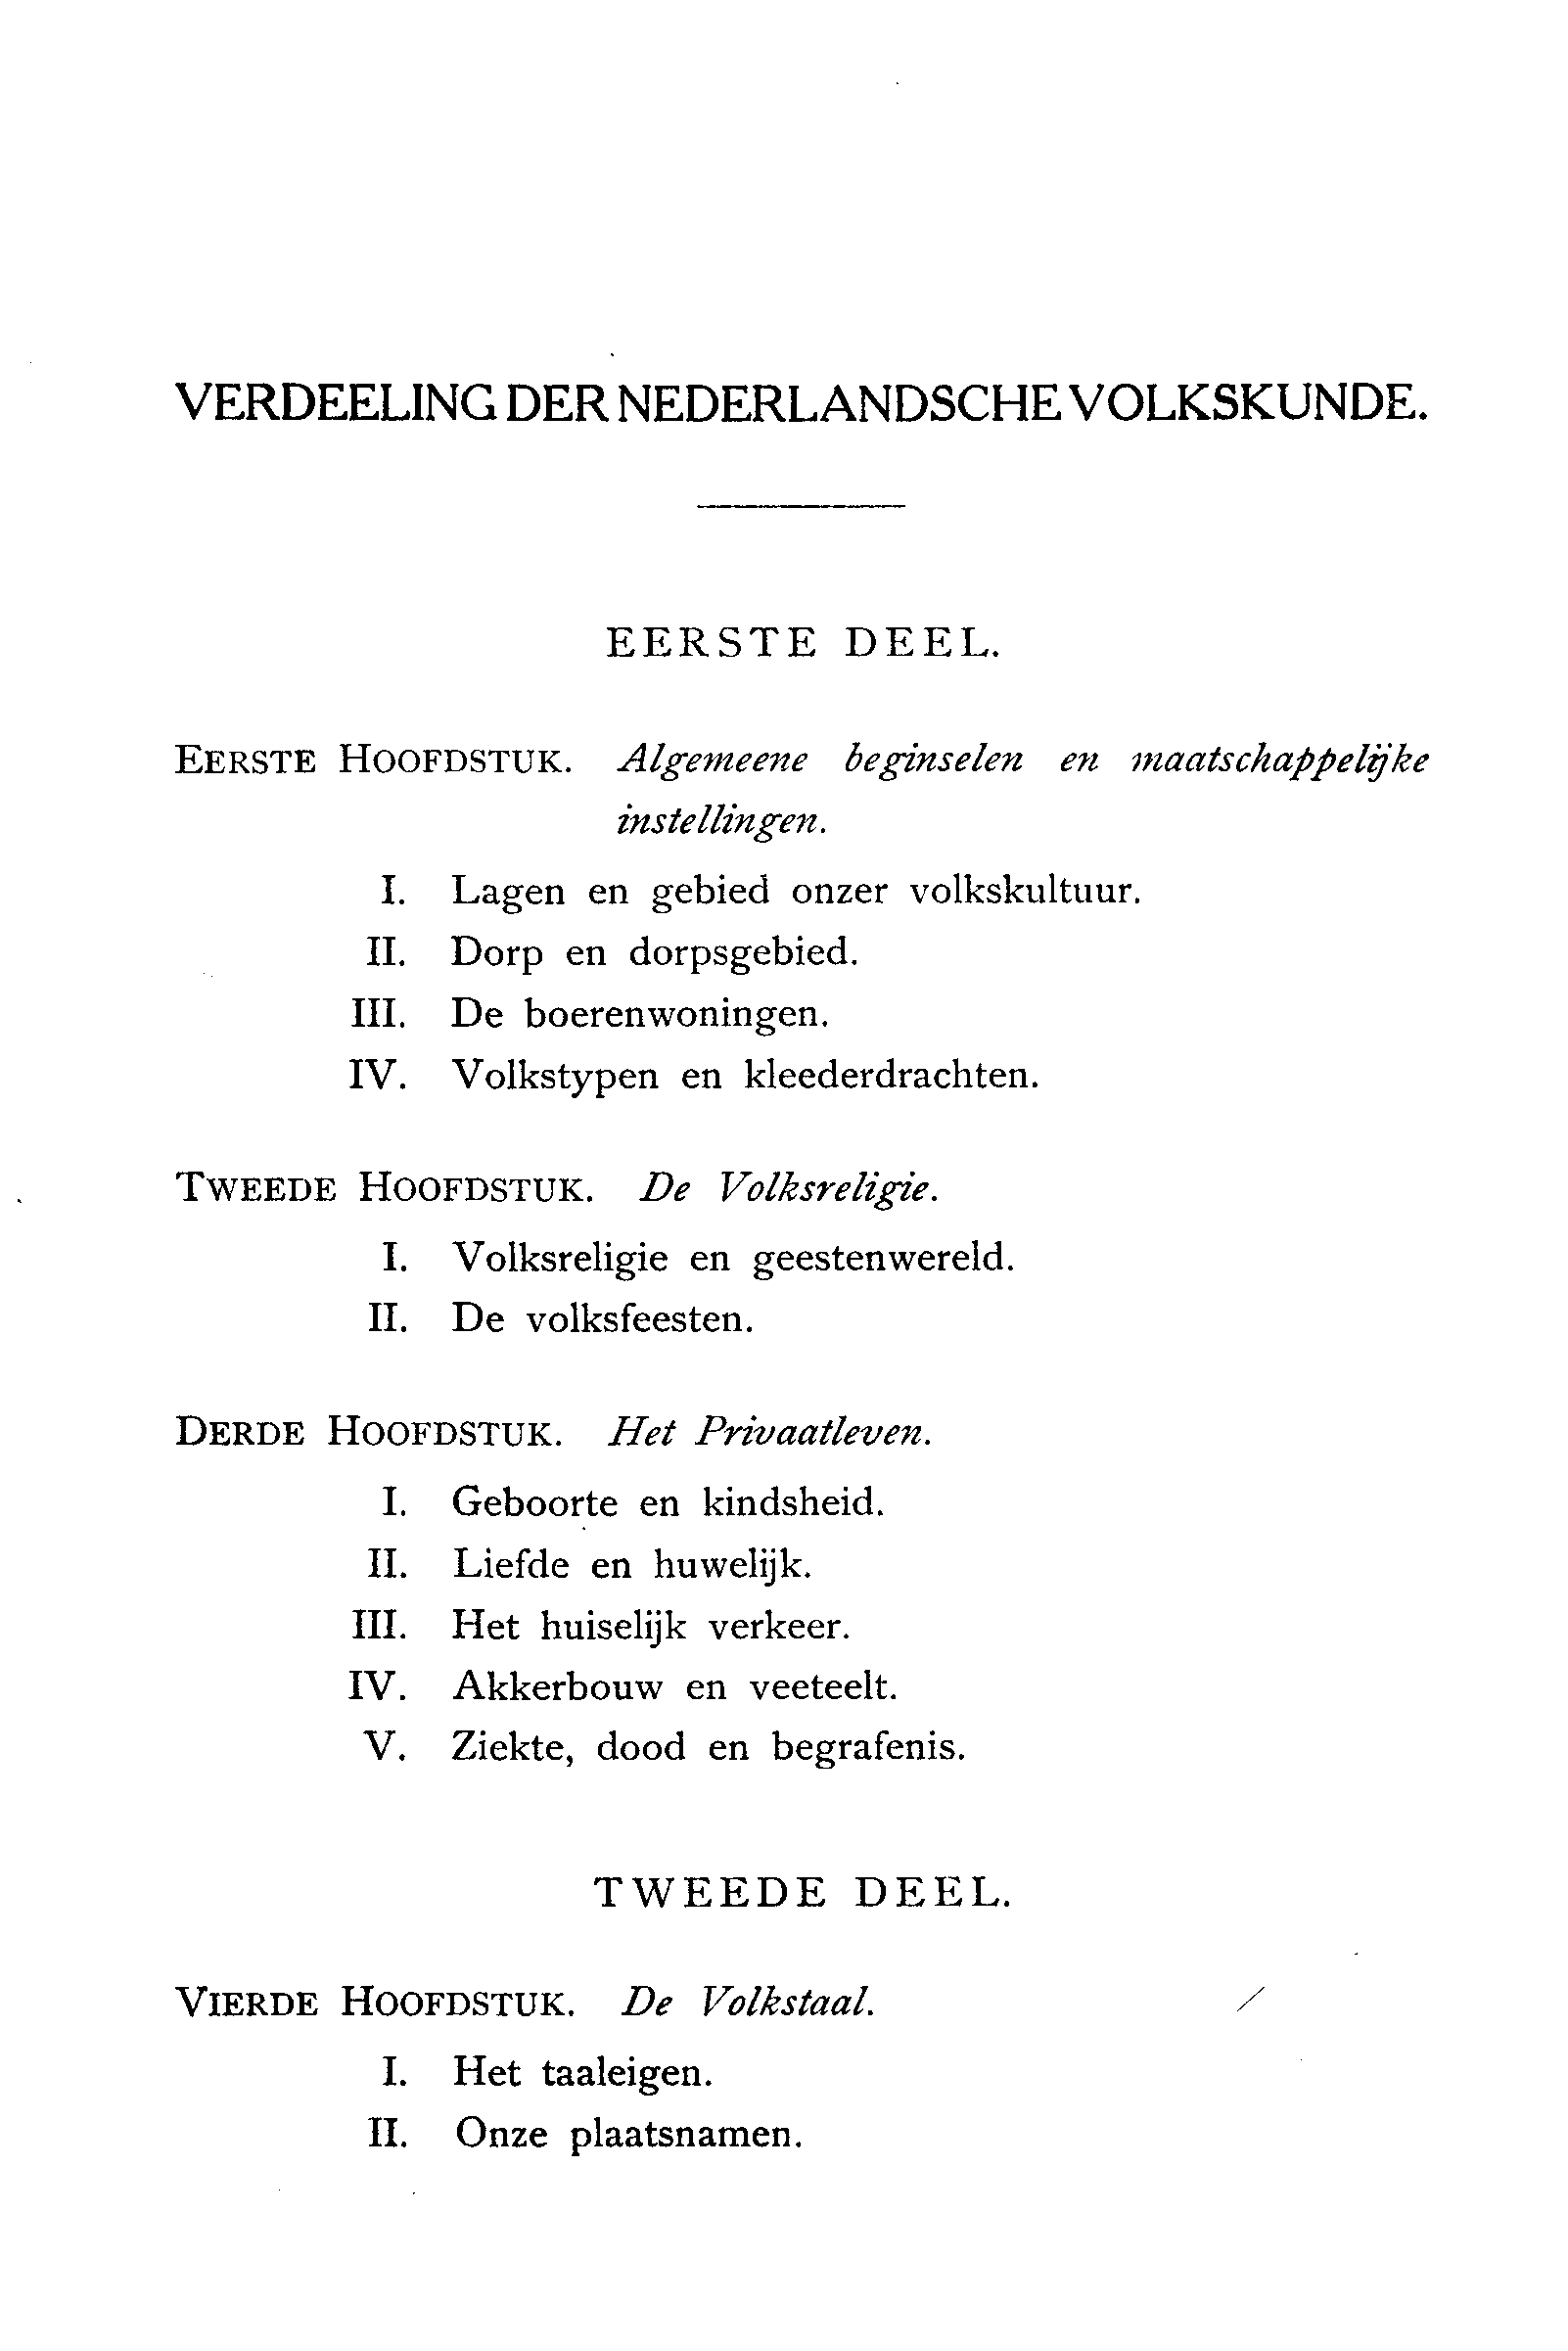 VERDEELING DER NEDERLANDSCHE VOLKSKUNDE.
EERSTE DEEL.
EERSTE HOOFDSTUK. Algemeene beginselen en maatschappelijke
instellingen.
I. Lagen en gebied onzer volkskultuur.
II. Dorp en dorpsgebied.
III. De boerenwoningen.
IV. Volkstypen en kleederdrachten.
TWEEDE HOOFDSTUK. De Volksreligie.
I. Volksreligie en geestenwereld.
II. De volksfeesten.
DERDE HOOFDSTUK. Het Privaatleven.
I. Geboorte en kindsheid.
II. Liefde en huwelijk.
III. Het huiselijk verkeer.
IV. Akkerbouw en veeteelt.
V. Ziekte, dood en begrafenis.
TWEEDE DEEL.
VIERDE HOOFDSTUK. De Volkstaal.
I. Het taaleigen.
II. Onze plaatsnamen.